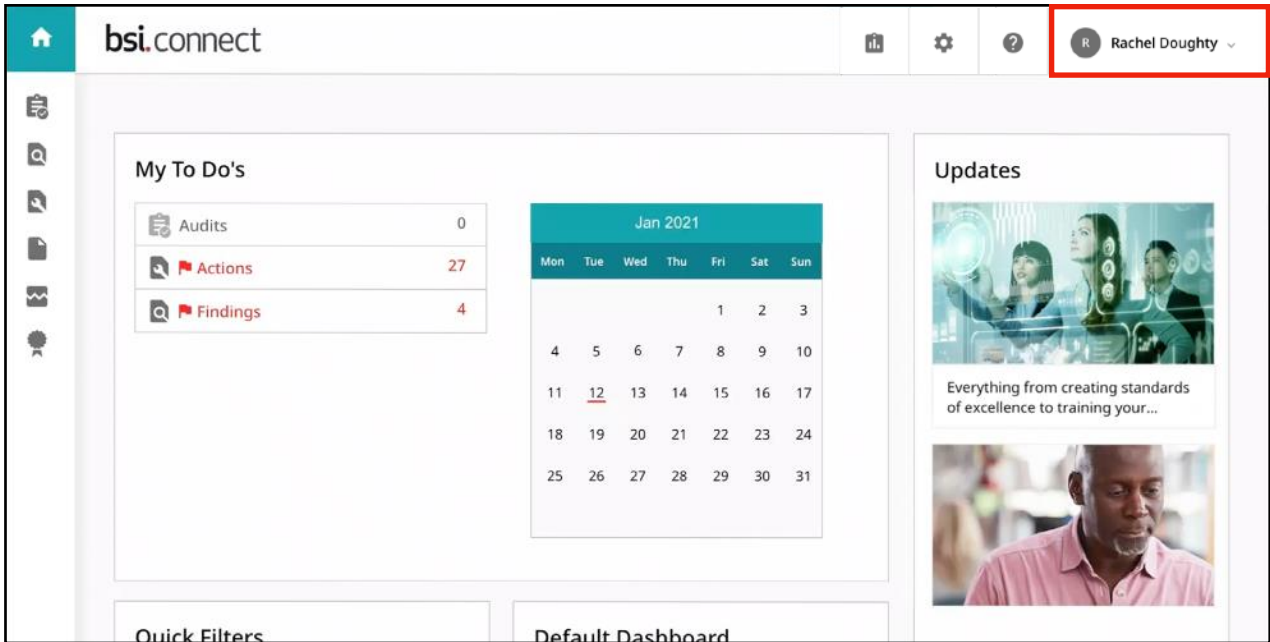 bsi.connect
R Rachel Doughty
My To Do's
Audits 0
Actions 27
Findings 4
Jan 2021
Mon Tue Wed Thu Fri Sat Sun
1 2 3
4 5 6 7 8 9 10
11 12 13 14 15 16 17
18 19 20 21 22 23 24
25 26 27 28 29 30 31
Updates
Everything from creating standards
of excellence to training your...
Quick Filters
Default Dashboard